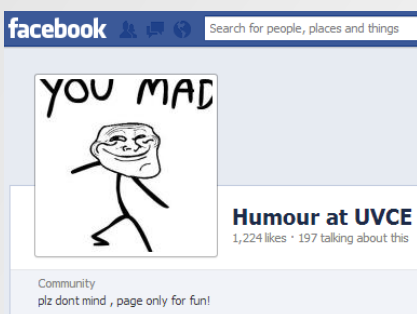 facebook
Search for people, places and things
YOU MAD
Humour at UVCE
1,224 likes · 197 talking about this
Community
plz dont mind , page only for fun!